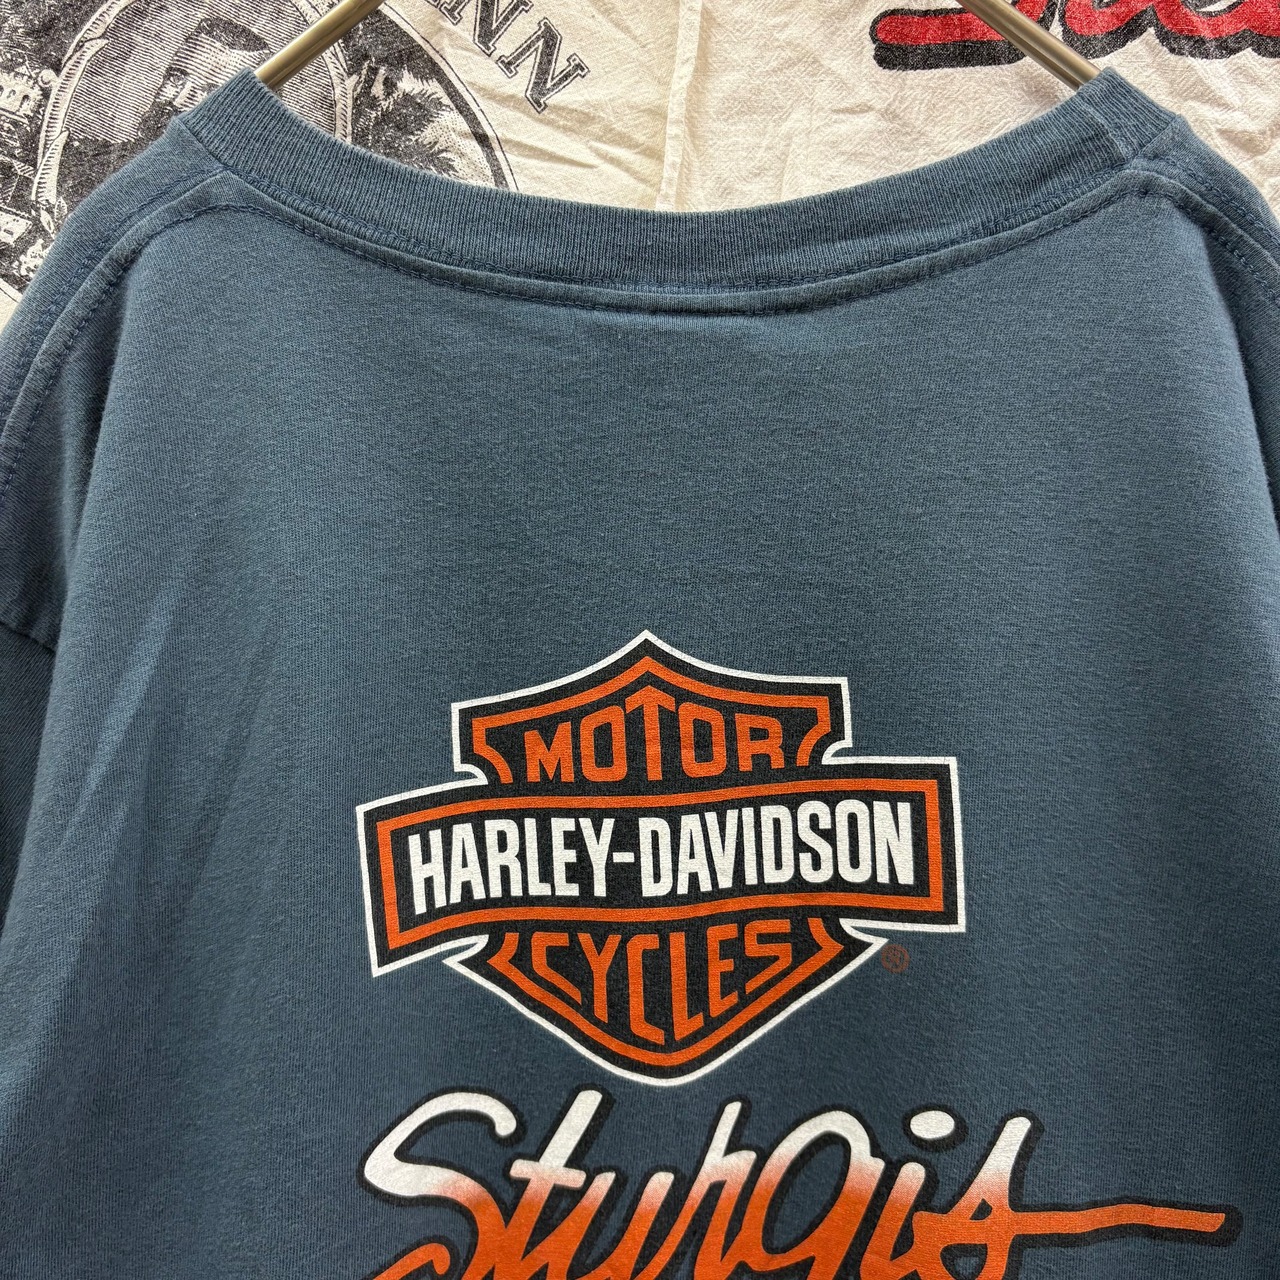 MOTOR
HARLEY-DAVIDSON
CYCLES
®
Sturgis